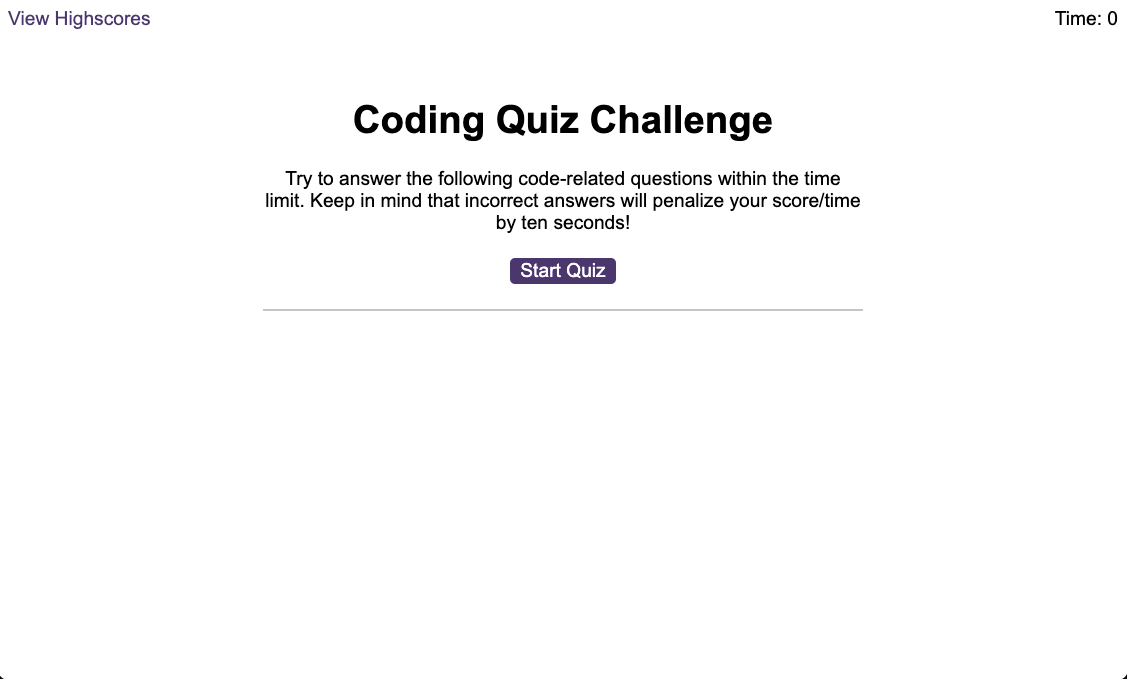 View Highscores
Time: 0
Coding Quiz Challenge
Try to answer the following code-related questions within the time
limit. Keep in mind that incorrect answers will penalize your score/time
by ten seconds!
Start Quiz